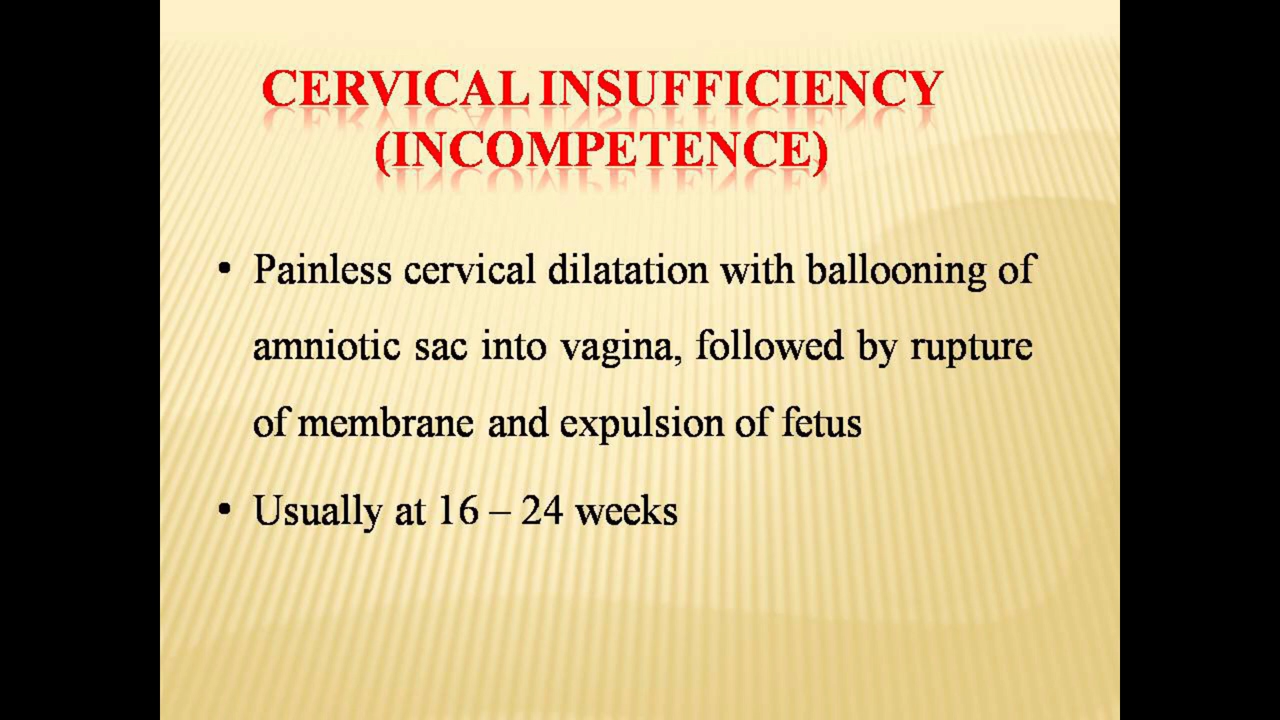 CERVICAL INSUFFICIENCY
(INCOMPETENCE)
• Painless cervical dilatation with ballooning of
amniotic sac into vagina, followed by rupture
of membrane and expulsion of fetus
• Usually at 16 – 24 weeks